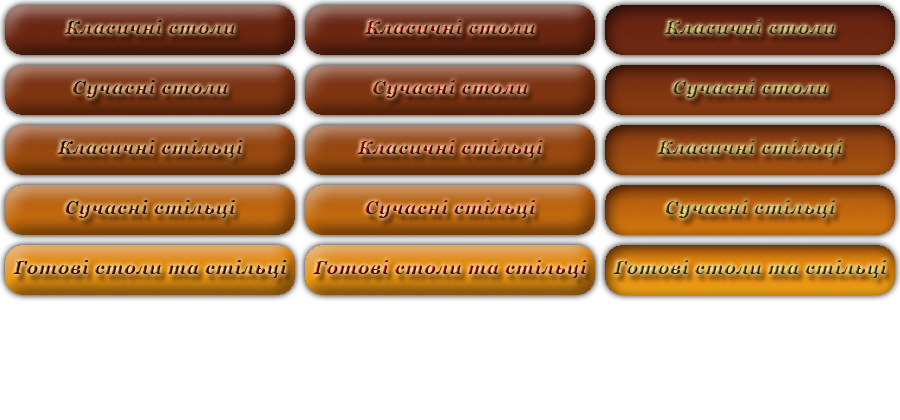 Класичні столи Класичні столи Класичні столи
Сучасні столи Сучасні столи Сучасні столи
Класичні стільці Класичні стільці Класичні стільці
Сучасні стільці Сучасні стільці Сучасні стільці
Готові столи та стільці Готові столи та стільці Готові столи та стільці